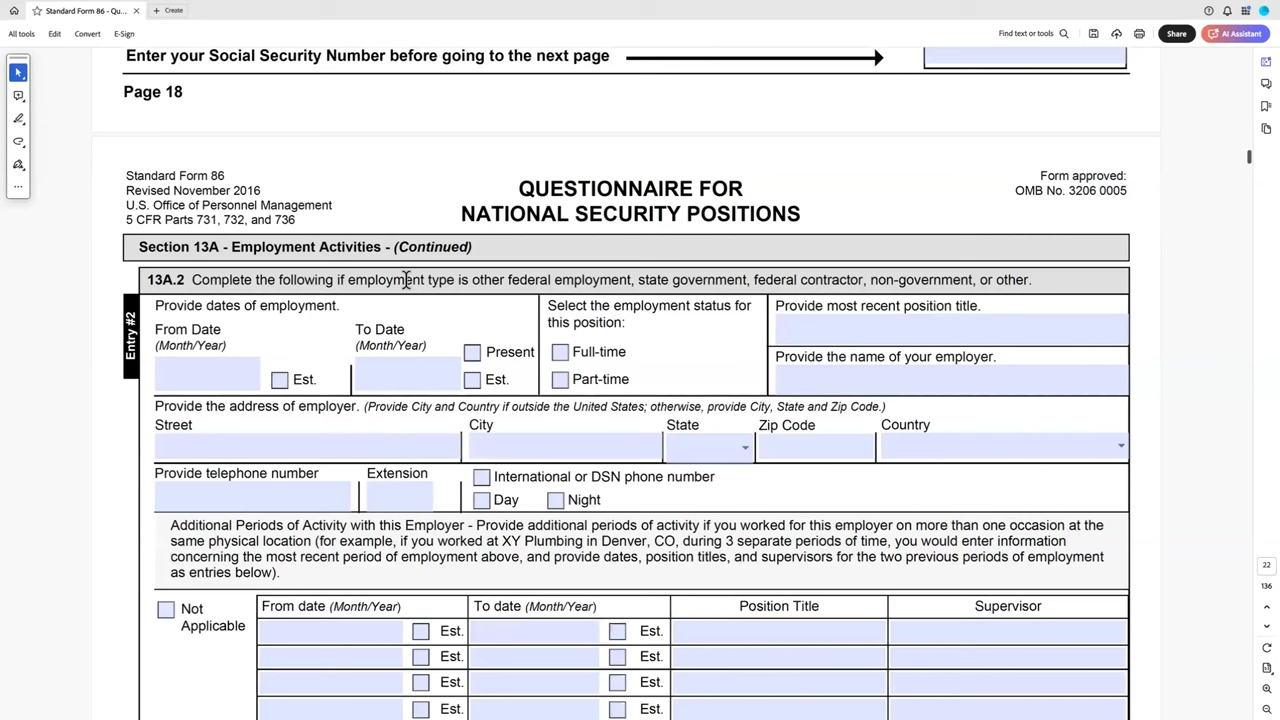 Standard Form 86 - Qu...
Create
All tools
Edit
Convert
E-Sign
Find text or tools
Share
AI Assistant
Enter your Social Security Number before going to the next page
Page 18
Standard Form 86
Revised November 2016
U.S. Office of Personnel Management
5 CFR Parts 731, 732, and 736
QUESTIONNAIRE FOR
NATIONAL SECURITY POSITIONS
Form approved:
OMB No. 3206 0005
Section 13A - Employment Activities - (Continued)
13A.2 Complete the following if employment type is other federal employment, state government, federal contractor, non-government, or other.
Entry #2
Provide dates of employment.
From Date
(Month/Year)
Est.
To Date
(Month/Year)
Present
Est.
Select the employment status for
this position:
Full-time
Part-time
Provide most recent position title.
Provide the name of your employer.
Provide the address of employer. (Provide City and Country if outside the United States; otherwise, provide City, State and Zip Code.)
Street
City
State
Zip Code
Country
Provide telephone number
Extension
International or DSN phone number
Day
Night
Additional Periods of Activity with this Employer - Provide additional periods of activity if you worked for this employer on more than one occasion at the
same physical location (for example, if you worked at XY Plumbing in Denver, CO, during 3 separate periods of time, you would enter information
concerning the most recent period of employment above, and provide dates, position titles, and supervisors for the two previous periods of employment
as entries below).
Not
Applicable
From date (Month/Year)
To date (Month/Year)
Position Title
Supervisor
Est.
Est.
Est.
Est.
Est.
Est.
Est.
Est.
22
136